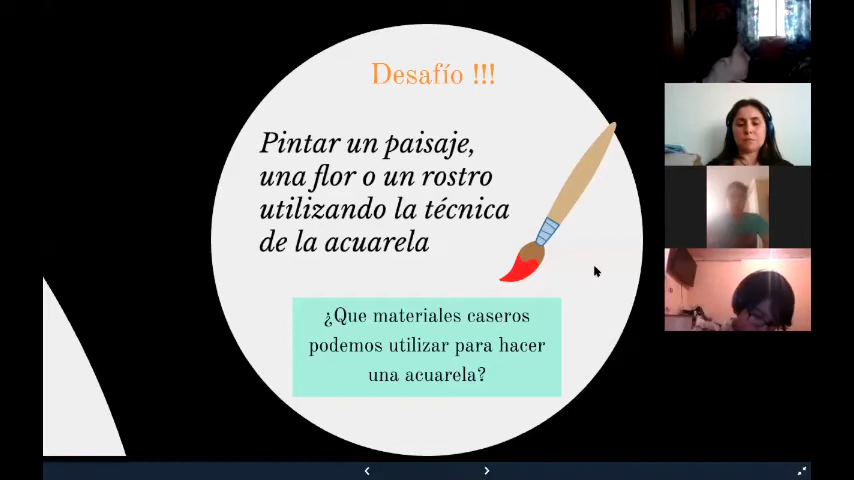 Desafío !!!
Pintar un paisaje,
una flor o un rostro
utilizando la técnica
de la acuarela
¿Que materiales caseros
podemos utilizar para hacer
una acuarela?